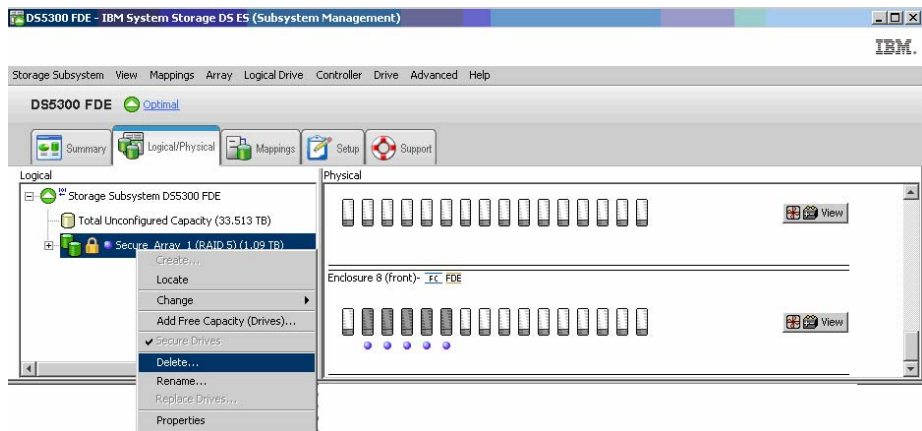 DS5300 FDE - IBM System Storage DS ES (Subsystem Management)
IBM.
Storage Subsystem View Mappings Array Logical Drive Controller Drive Advanced Help
DS5300 FDE Optimal
Summary Logical/Physical Mappings Setup Support
Logical
Storage Subsystem DS5300 FDE
Total Unconfigured Capacity (33.513 TB)
Secure_Array_1 (RAID 5) (1.09 TB)
Create...
Locate
Change
Add Free Capacity (Drives)...
Secure Drives
Delete...
Rename...
Replace Drives...
Properties
Physical
View
Enclosure 8 (front)- FC FDE
View